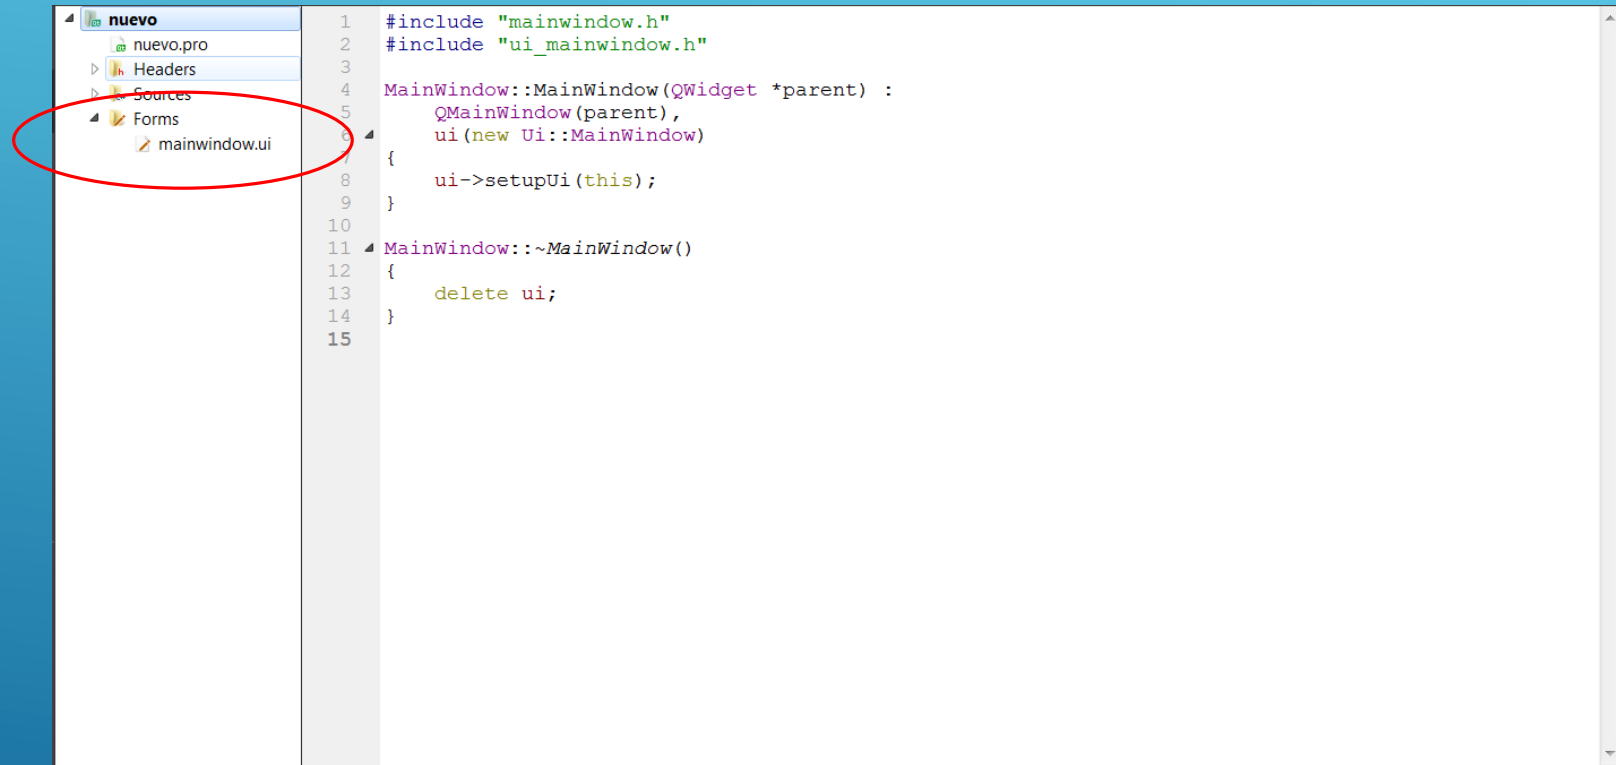 nuevo
nuevo.pro
Headers
Sources
Forms
mainwindow.ui
1 #include "mainwindow.h"
2 #include "ui_mainwindow.h"
3
4 MainWindow::MainWindow(QWidget *parent) :
5     QMainWindow(parent),
6     ui(new Ui::MainWindow)
7 {
8     ui->setupUi(this);
9 }
10
11 MainWindow::~MainWindow()
12 {
13     delete ui;
14 }
15